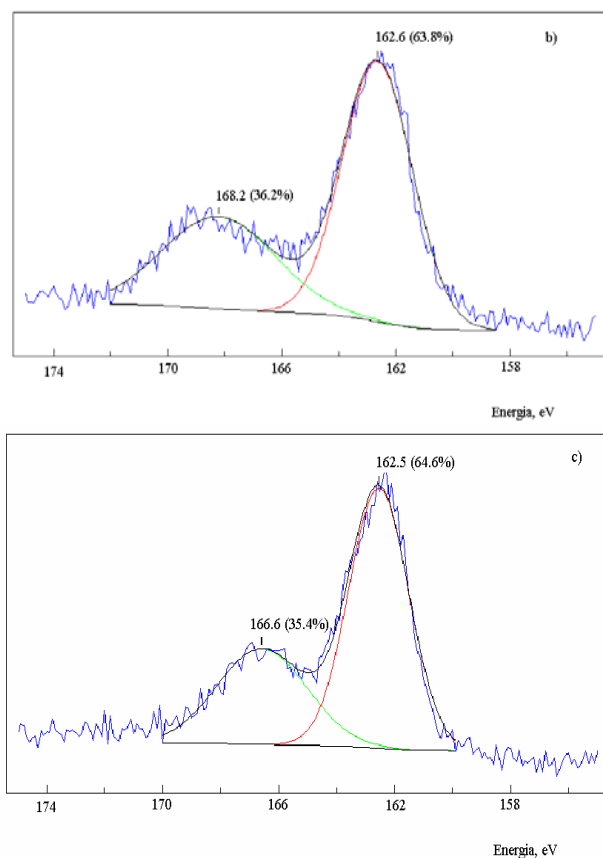 162.6 (63.8%)
b)
168.2 (36.2%)
174 170 166 162 158
Energia, eV
c)
162.5 (64.6%)
166.6 (35.4%)
174 170 166 162 158
Energia, eV